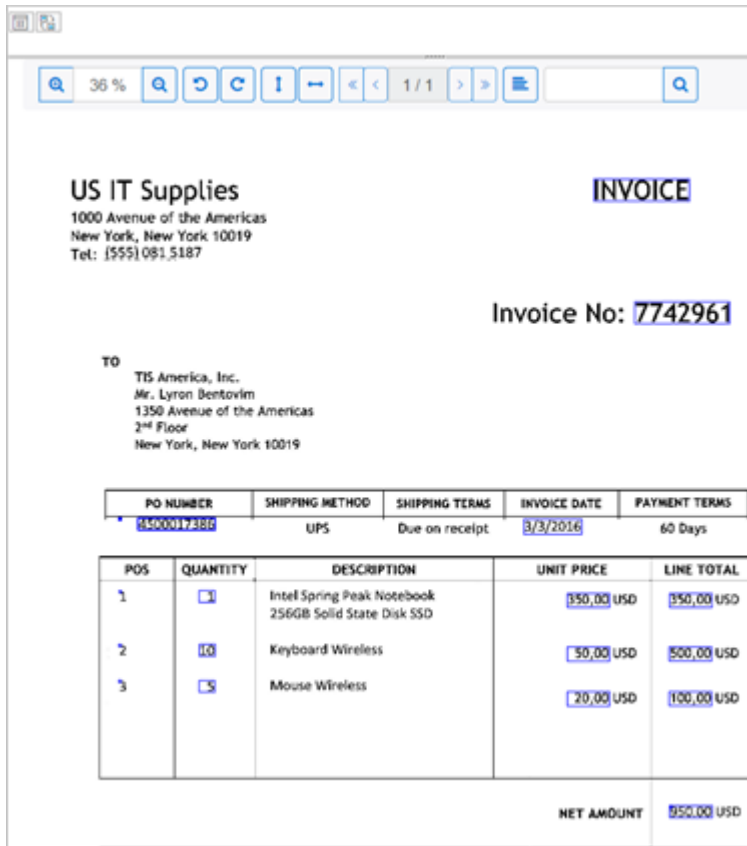 36 %
1 / 1
US IT Supplies
INVOICE
1000 Avenue of the Americas
New York, New York 10019
Tel: (555) 081 5187
Invoice No: 7742961
TO
TIS America, Inc.
Mr. Lyron Bentovim
1350 Avenue of the Americas
2nd Floor
New York, New York 10019
PO NUMBER SHIPPING METHOD SHIPPING TERMS INVOICE DATE PAYMENT TERMS
4500017386 UPS Due on receipt 3/3/2016 60 Days
POS QUANTITY DESCRIPTION UNIT PRICE LINE TOTAL
1 1 Intel Spring Peak Notebook 350,00 USD 350,00 USD
256GB Solid State Disk SSD
2 10 Keyboard Wireless 50,00 USD 500,00 USD
3 5 Mouse Wireless 20,00 USD 100,00 USD
NET AMOUNT 950.00 USD